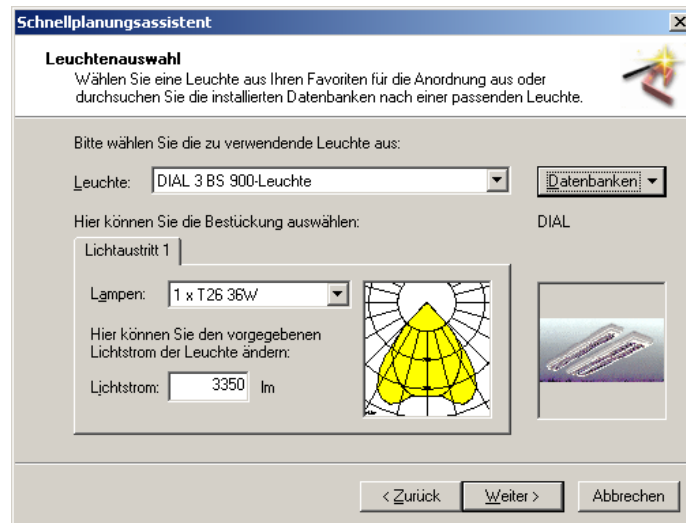 Schnellplanungsassistent
Leuchtenauswahl
Wählen Sie eine Leuchte aus Ihren Favoriten für die Anordnung aus oder
durchsuchen Sie die installierten Datenbanken nach einer passenden Leuchte.
Bitte wählen Sie die zu verwendende Leuchte aus:
Leuchte: DIAL 3 BS 900-Leuchte Datenbanken
Hier können Sie die Bestückung auswählen: DIAL
Lichtaustritt 1
Lampen: 1 x T26 36W
Hier können Sie den vorgegebenen
Lichtstrom der Leuchte ändern:
Lichtstrom: 3350 lm
< Zurück Weiter > Abbrechen